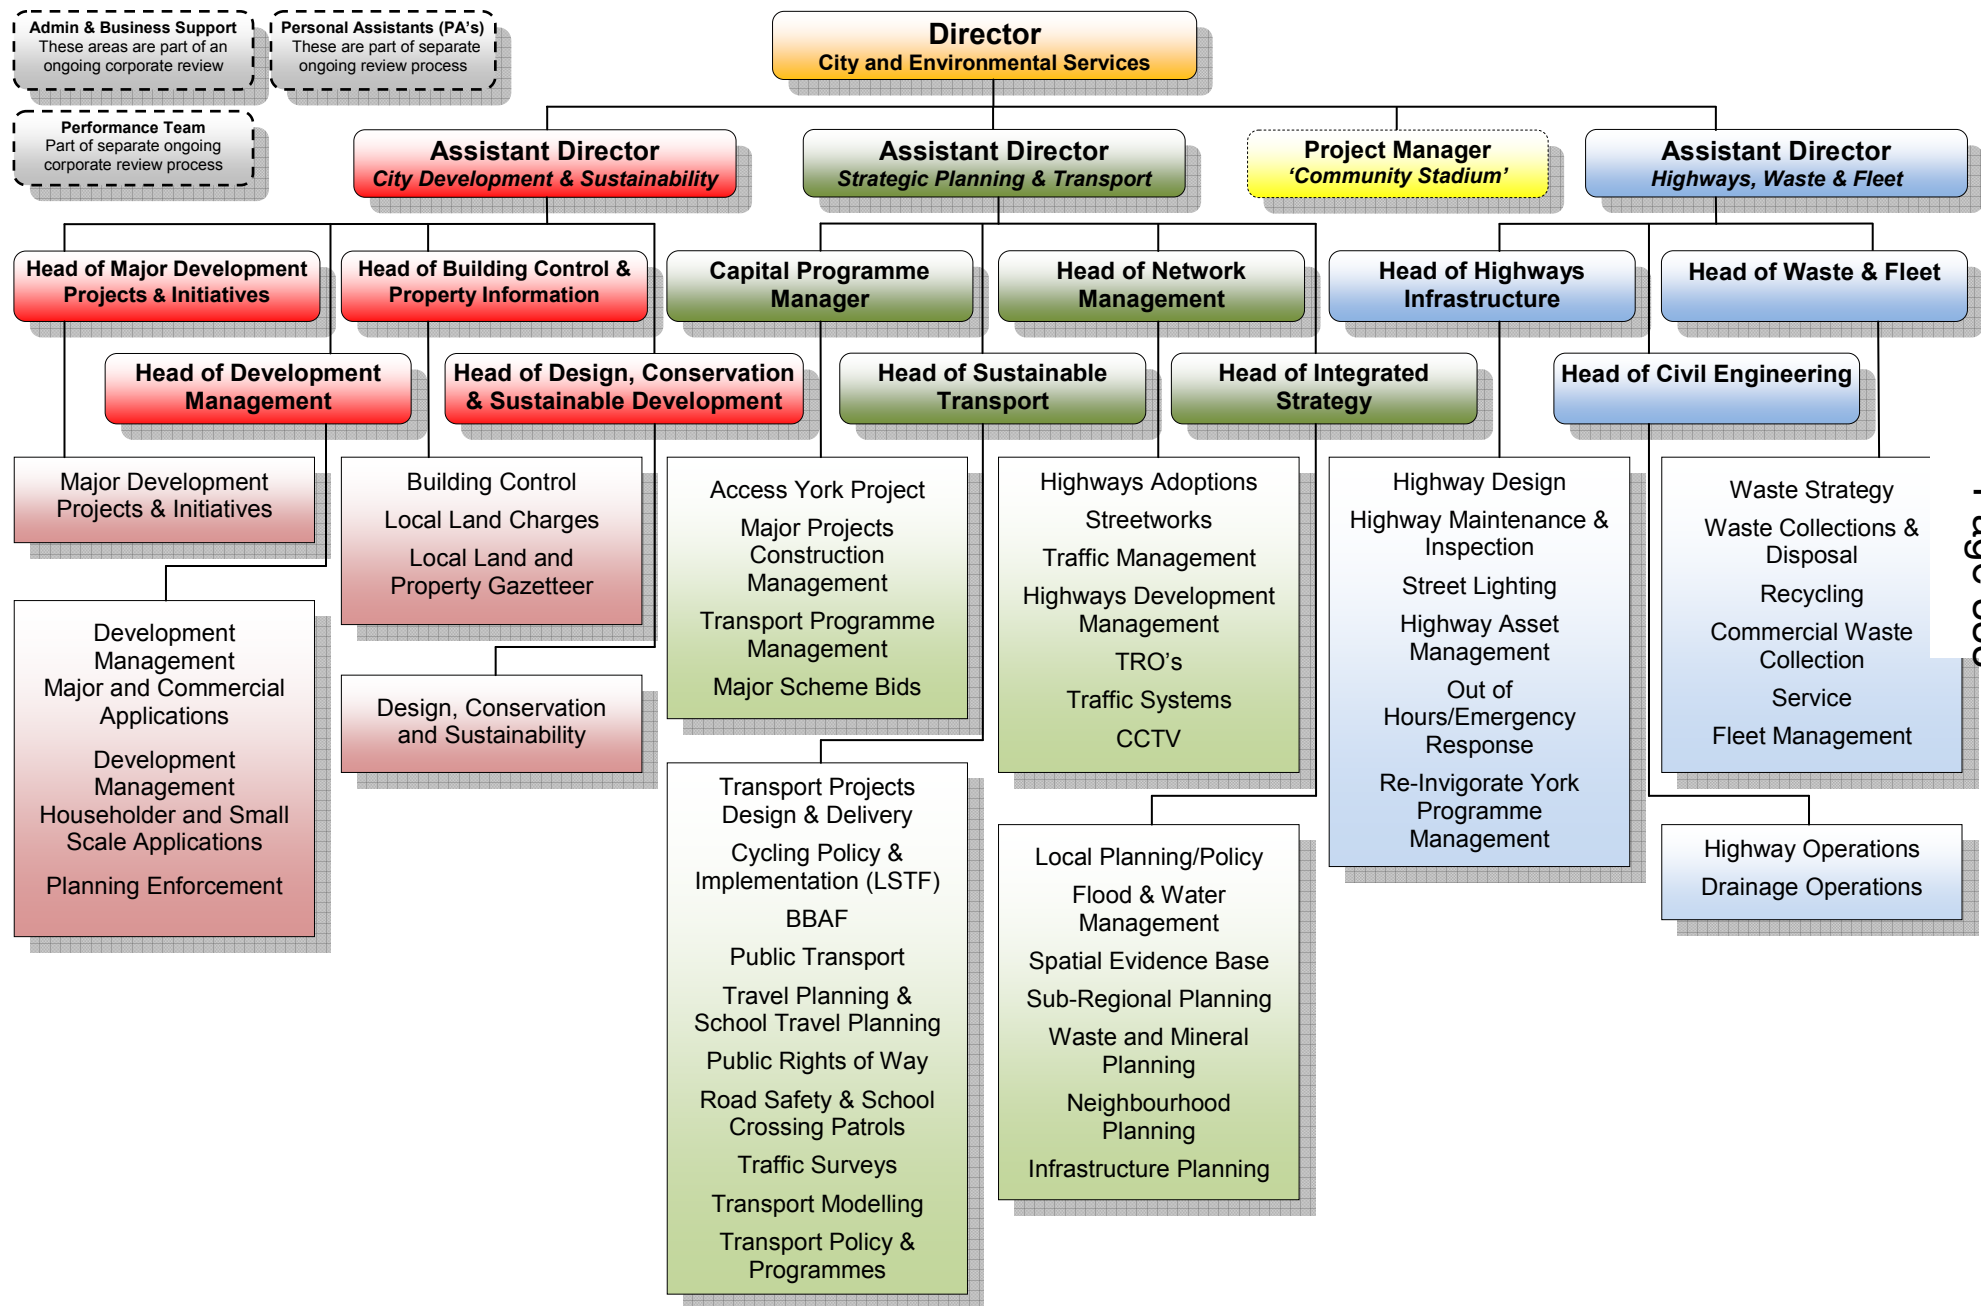 Admin & Business Support
These areas are part of an
ongoing corporate review
Personal Assistants (PA's)
These are part of separate
ongoing review process
Performance Team
Part of separate ongoing
corporate review process
Director
City and Environmental Services
Assistant Director
City Development & Sustainability
Assistant Director
Strategic Planning & Transport
Project Manager
‘Community Stadium’
Assistant Director
Highways, Waste & Fleet
Head of Major Development
Projects & Initiatives
Head of Building Control &
Property Information
Capital Programme
Manager
Head of Network
Management
Head of Highways
Infrastructure
Head of Waste & Fleet
Head of Development
Management
Head of Design, Conservation
& Sustainable Development
Head of Sustainable
Transport
Head of Integrated
Strategy
Head of Civil Engineering
Major Development
Projects & Initiatives
Development
Management
Major and Commercial
Applications
Development
Management
Householder and Small
Scale Applications
Planning Enforcement
Building Control
Local Land Charges
Local Land and
Property Gazetteer
Design, Conservation
and Sustainability
Access York Project
Major Projects
Construction
Management
Transport Programme
Management
Major Scheme Bids
Transport Projects
Design & Delivery
Cycling Policy &
Implementation (LSTF)
BBAF
Public Transport
Travel Planning &
School Travel Planning
Public Rights of Way
Road Safety & School
Crossing Patrols
Traffic Surveys
Transport Modelling
Transport Policy &
Programmes
Highways Adoptions
Streetworks
Traffic Management
Highways Development
Management
TRO’s
Traffic Systems
CCTV
Local Planning/Policy
Flood & Water
Management
Spatial Evidence Base
Sub-Regional Planning
Waste and Mineral
Planning
Neighbourhood
Planning
Infrastructure Planning
Highway Design
Highway Maintenance &
Inspection
Street Lighting
Highway Asset
Management
Out of
Hours/Emergency
Response
Re-Invigorate York
Programme
Management
Waste Strategy
Waste Collections &
Disposal
Recycling
Commercial Waste
Collection
Service
Fleet Management
Highway Operations
Drainage Operations
Page